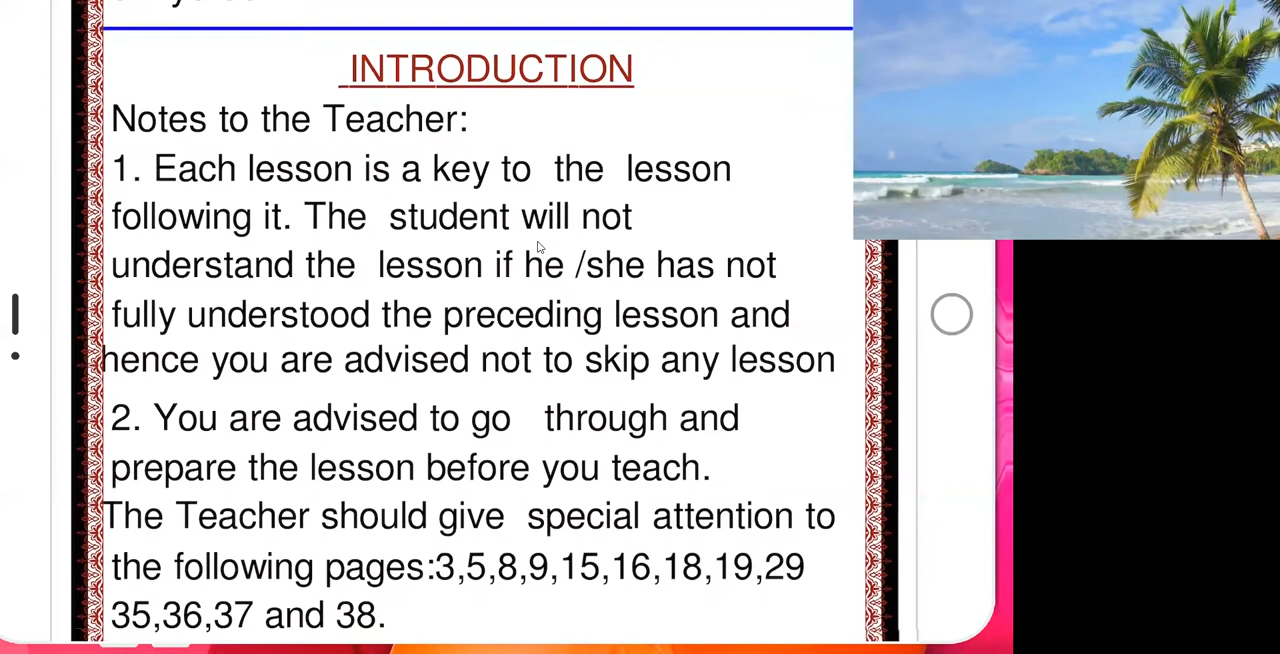 INTRODUCTION
Notes to the Teacher:
1. Each lesson is a key to the lesson
following it. The student will not
understand the lesson if he /she has not
fully understood the preceding lesson and
hence you are advised not to skip any lesson
2. You are advised to go through and
prepare the lesson before you teach.
The Teacher should give special attention to
the following pages:3,5,8,9,15,16,18,19,29
35,36,37 and 38.